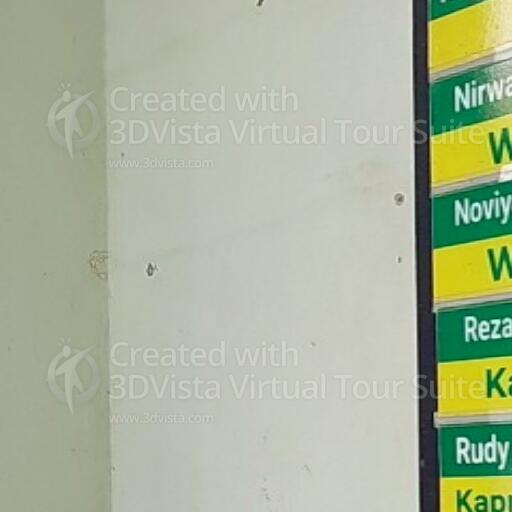 Created with
3DVista Virtual Tour Suite
www.3dvista.com
Nirwa
W
Noviy
W
Reza
Ka
Created with
3DVista Virtual Tour Suite
www.3dvista.com
Rudy
Kapr